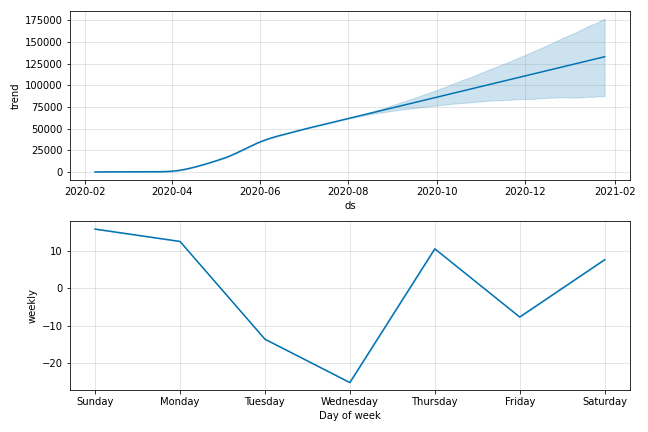 175000
150000
125000
100000
75000
50000
25000
0
trend
2020-02 2020-04 2020-06 2020-08 2020-10 2020-12 2021-02
ds
10
0
−10
−20
weekly
Sunday Monday Tuesday Wednesday Thursday Friday Saturday
Day of week